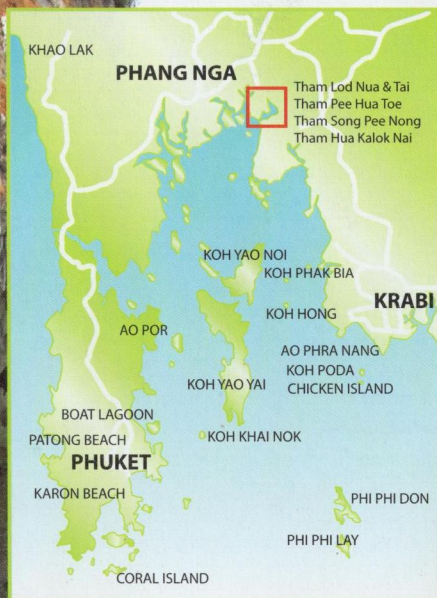 KHAO LAK
PHANG NGA
Tham Lod Nua & Tai
Tham Pee Hua Toe
Tham Song Pee Nong
Tham Hua Kalok Nai
KOH YAO NOI
KOH PHAK BIA
KRABI
KOH HONG
AO POR
AO PHRA NANG
KOH PODA
KOH YAO YAI
CHICKEN ISLAND
BOAT LAGOON
PATONG BEACH
KOH KHAI NOK
PHUKET
KARON BEACH
PHI PHI DON
PHI PHI LAY
CORAL ISLAND